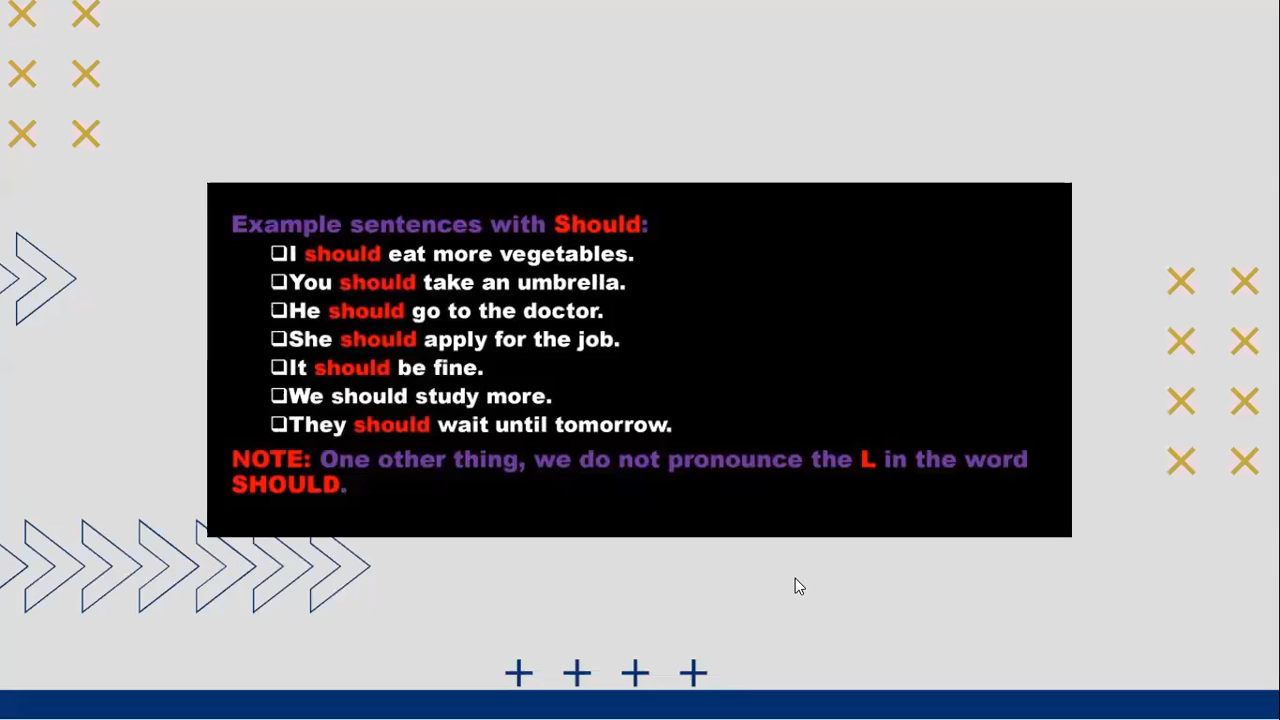 Example sentences with Should:
❑I should eat more vegetables.
❑You should take an umbrella.
❑He should go to the doctor.
❑She should apply for the job.
❑It should be fine.
❑We should study more.
❑They should wait until tomorrow.
NOTE: One other thing, we do not pronounce the L in the word
SHOULD.